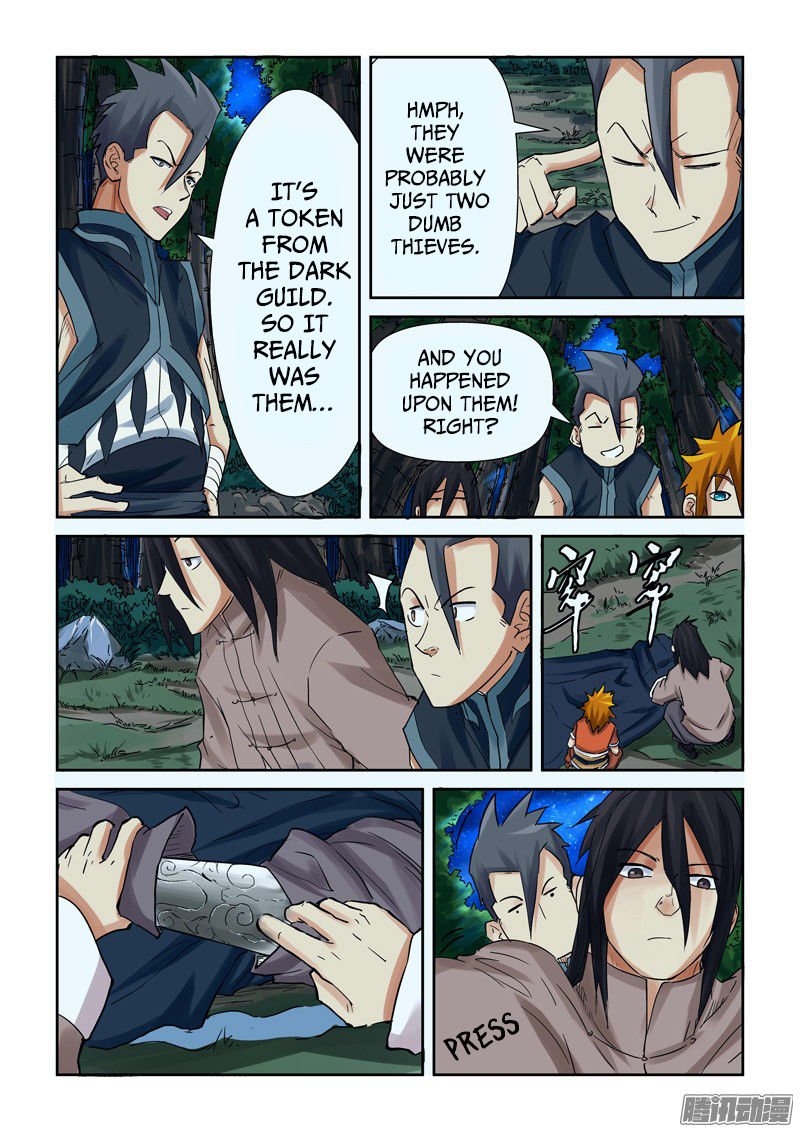 IT'S
A TOKEN
FROM
THE DARK
GUILD.
SO IT
REALLY
WAS
THEM...
HMPH,
THEY
WERE
PROBABLY
JUST TWO
DUMB
THIEVES.
AND YOU
HAPPENED
UPON THEM!
RIGHT?
!
窣
窣
PRESS
腾讯动漫